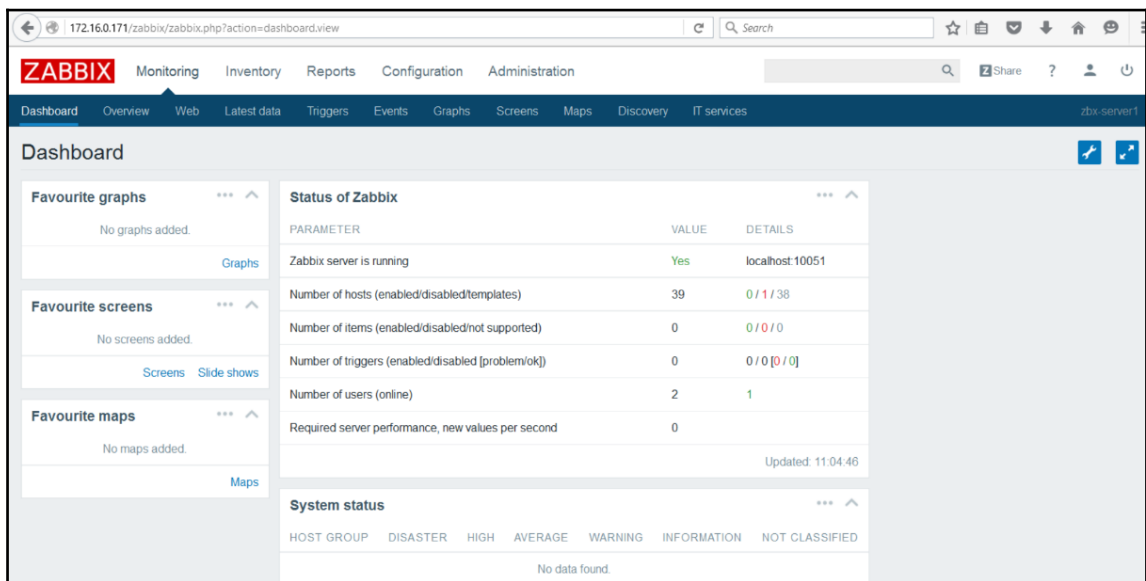 172.16.0.171/zabbix/zabbix.php?action=dashboard.view Search
ZABBIX Monitoring Inventory Reports Configuration Administration Z Share ?
Dashboard Overview Web Latest data Triggers Events Graphs Screens Maps Discovery IT services zbx-server1
Dashboard
Favourite graphs
No graphs added.
Graphs
Favourite screens
No screens added.
Screens Slide shows
Favourite maps
No maps added.
Maps
Status of Zabbix
PARAMETER VALUE DETAILS
Zabbix server is running Yes localhost:10051
Number of hosts (enabled/disabled/templates) 39 0 / 1 / 38
Number of items (enabled/disabled/not supported) 0 0 / 0 / 0
Number of triggers (enabled/disabled [problem/ok]) 0 0 / 0 [0 / 0]
Number of users (online) 2 1
Required server performance, new values per second 0
Updated: 11:04:46
System status
HOST GROUP DISASTER HIGH AVERAGE WARNING INFORMATION NOT CLASSIFIED
No data found.